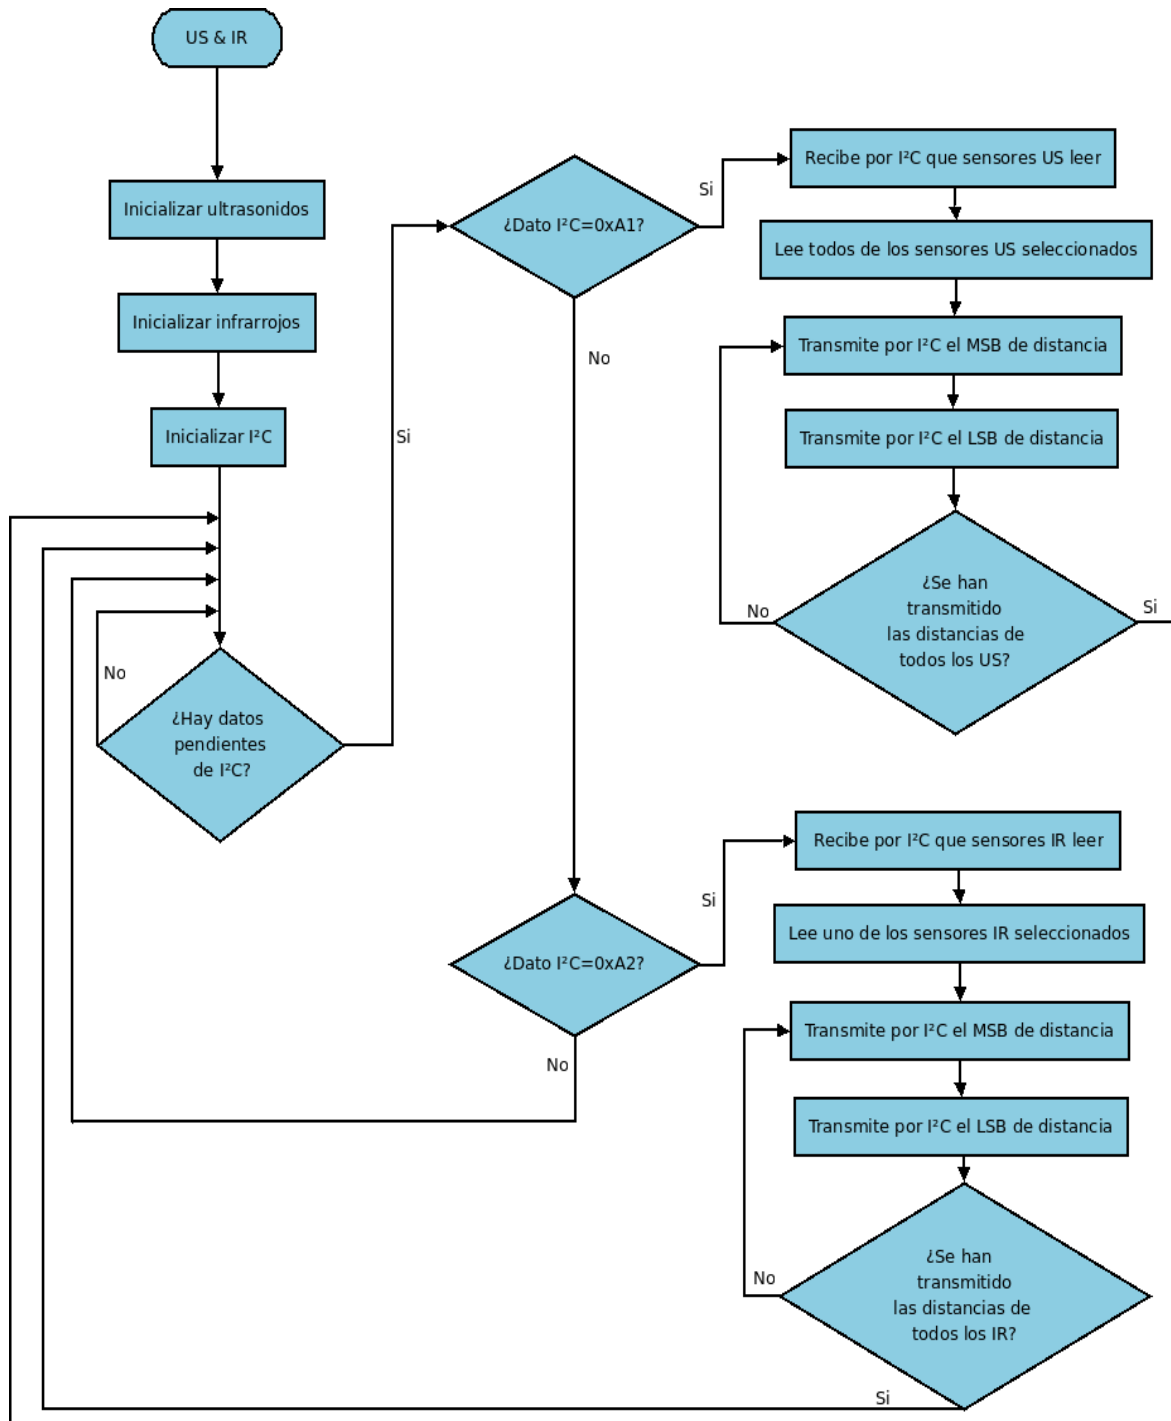 US & IR
Inicializar ultrasonidos
Inicializar infrarrojos
Inicializar I²C
No
¿Hay datos
pendientes
de I²C?
Si
¿Dato I²C=0xA1?
Si
No
Recibe por I²C que sensores US leer
Lee todos de los sensores US seleccionados
Transmite por I²C el MSB de distancia
Transmite por I²C el LSB de distancia
¿Se han
transmitido
las distancias de
todos los US?
No
Si
¿Dato I²C=0xA2?
Si
No
Recibe por I²C que sensores IR leer
Lee uno de los sensores IR seleccionados
Transmite por I²C el MSB de distancia
Transmite por I²C el LSB de distancia
¿Se han
transmitido
las distancias de
todos los IR?
No
Si